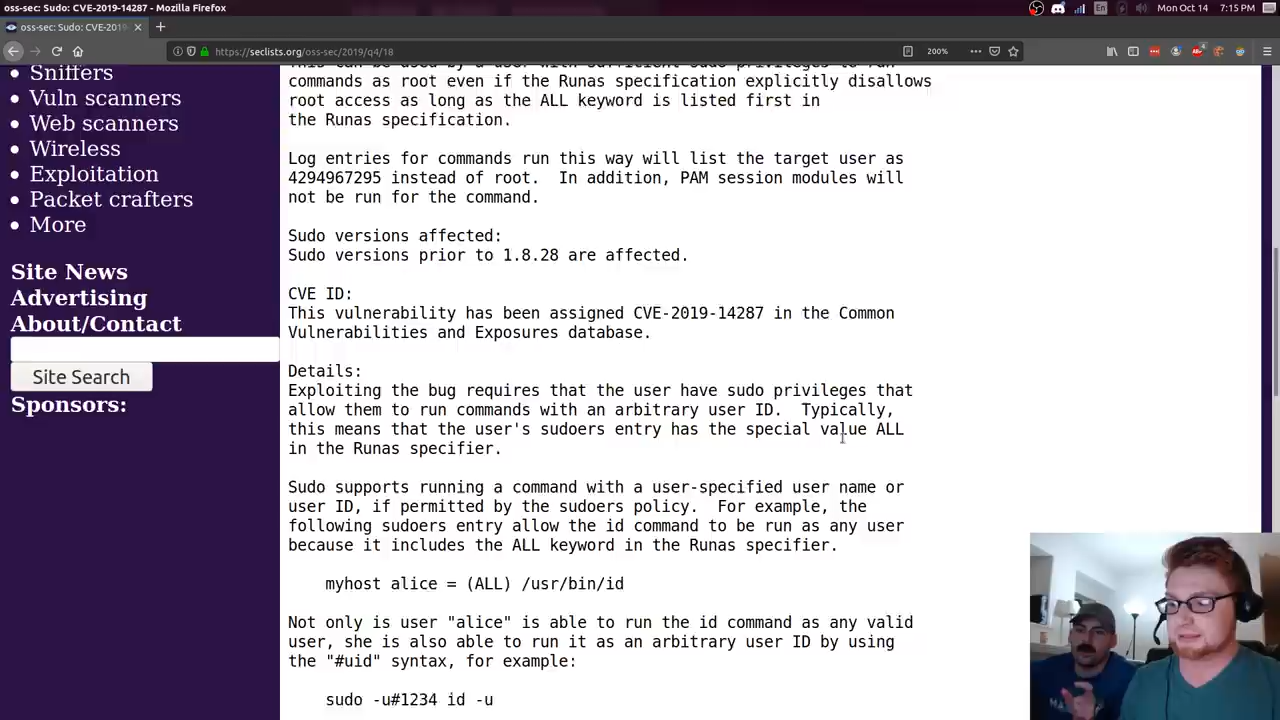 oss-sec: Sudo: CVE-2019-14287 - Mozilla Firefox
En
Mon Oct 14
7:15 PM
oss-sec: Sudo: CVE-2019
https://seclists.org/oss-sec/2019/q4/18
200%
Sniffers
Vuln scanners
Web scanners
Wireless
Exploitation
Packet crafters
More
Site News
Advertising
About/Contact
Site Search
Sponsors:
This can be used by a user with sufficient sudo privileges to run
commands as root even if the Runas specification explicitly disallows
root access as long as the ALL keyword is listed first in
the Runas specification.
Log entries for commands run this way will list the target user as
4294967295 instead of root.  In addition, PAM session modules will
not be run for the command.
Sudo versions affected:
Sudo versions prior to 1.8.28 are affected.
CVE ID:
This vulnerability has been assigned CVE-2019-14287 in the Common
Vulnerabilities and Exposures database.
Details:
Exploiting the bug requires that the user have sudo privileges that
allow them to run commands with an arbitrary user ID.  Typically,
this means that the user's sudoers entry has the special value ALL
in the Runas specifier.
Sudo supports running a command with a user-specified user name or
user ID, if permitted by the sudoers policy.  For example, the
following sudoers entry allow the id command to be run as any user
because it includes the ALL keyword in the Runas specifier.
myhost alice = (ALL) /usr/bin/id
Not only is user "alice" is able to run the id command as any valid
user, she is also able to run it as an arbitrary user ID by using
the "#uid" syntax, for example:
sudo -u#1234 id -u